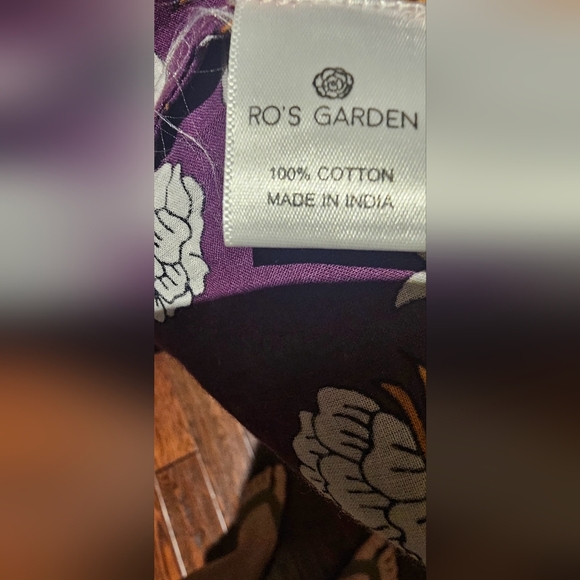 RO'S GARDEN
100% COTTON
MADE IN INDIA